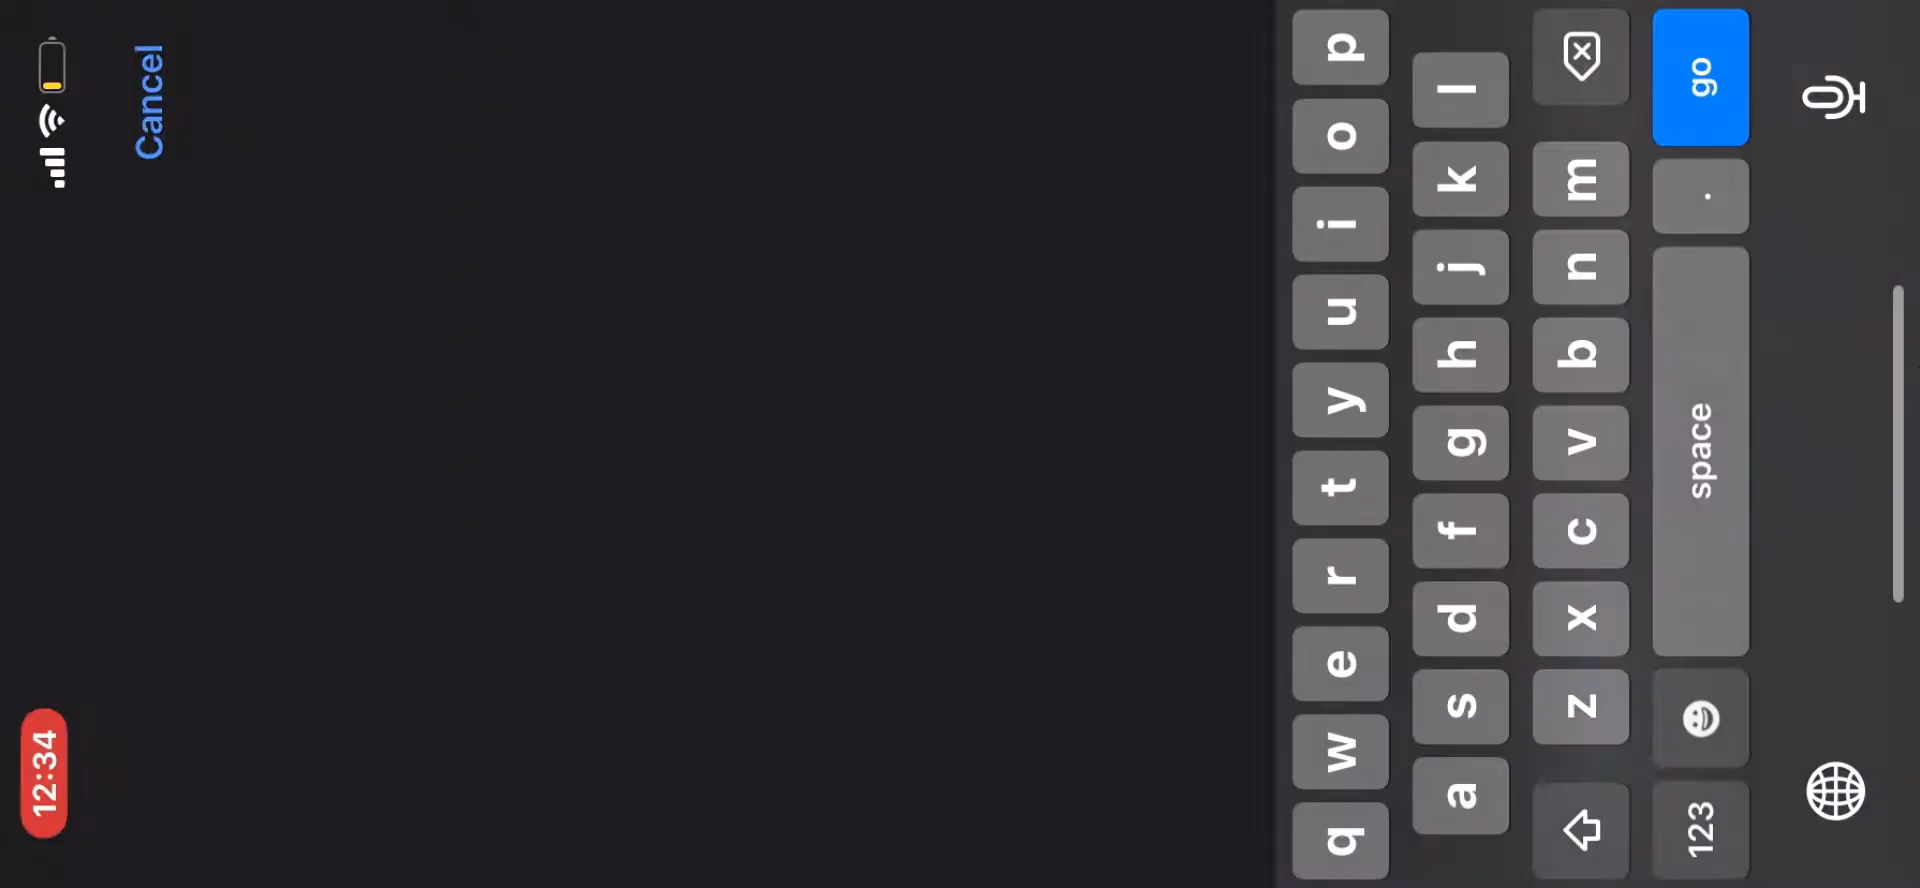 12:34
Cancel
q w e r t y u i o p
a s d f g h j k l
z x c v b n m
123 space . go